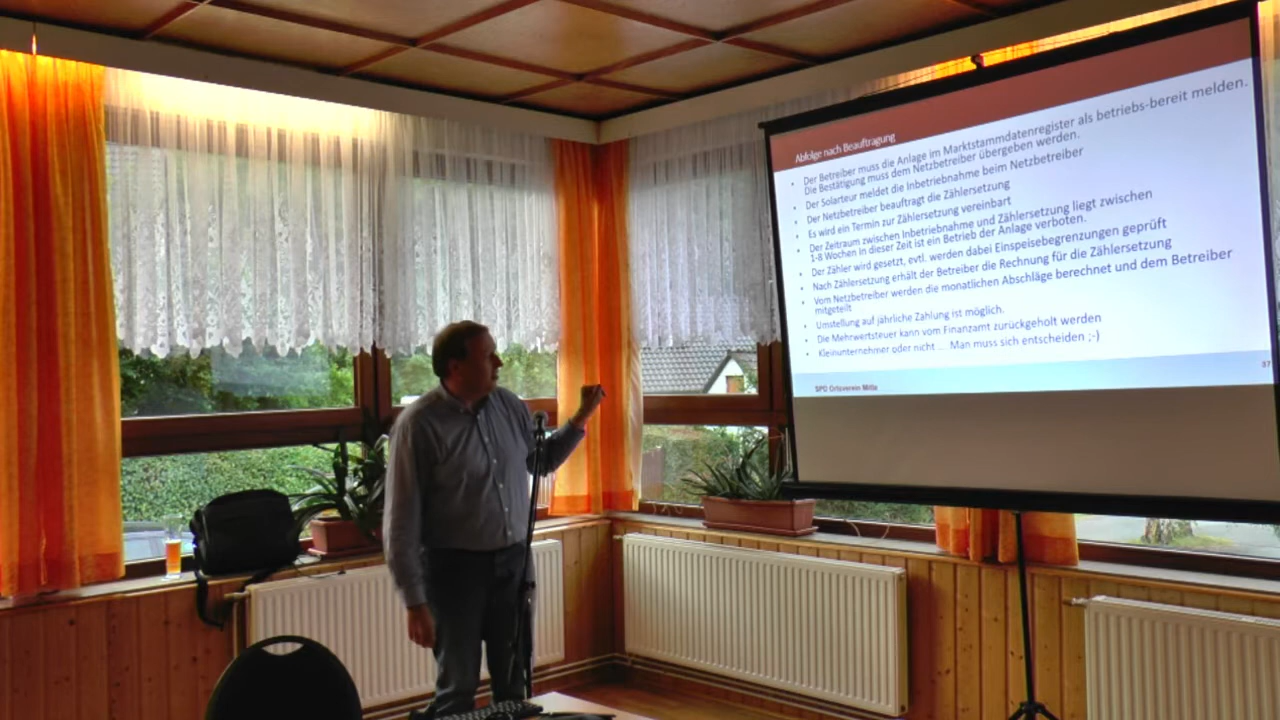 Abfolge nach Beauftragung
• Der Betreiber muss die Anlage im Marktstammdatenregister als betriebs-bereit melden.
Die Bestätigung muss dem Netzbetreiber übergeben werden.
• Der Solarteur meldet die Inbetriebnahme beim Netzbetreiber
• Der Netzbetreiber beauftragt die Zählersetzung
• Es wird ein Termin zur Zählersetzung vereinbart
• Der Zeitraum zwischen Inbetriebnahme und Zählersetzung liegt zwischen
1-8 Wochen In dieser Zeit ist ein Betrieb der Anlage verboten.
• Der Zähler wird gesetzt, evtl. werden dabei Einspeisebegrenzungen geprüft
• Nach Zählersetzung erhält der Betreiber die Rechnung für die Zählersetzung
• Vom Netzbetreiber werden die monatlichen Abschläge berechnet und dem Betreiber
mitgeteilt
• Umstellung auf jährliche Zahlung ist möglich.
• Die Mehrwertsteuer kann vom Finanzamt zurückgeholt werden
• Kleinunternehmer oder nicht ... Man muss sich entscheiden ;-)
SPD Ortsverein Mitte
37